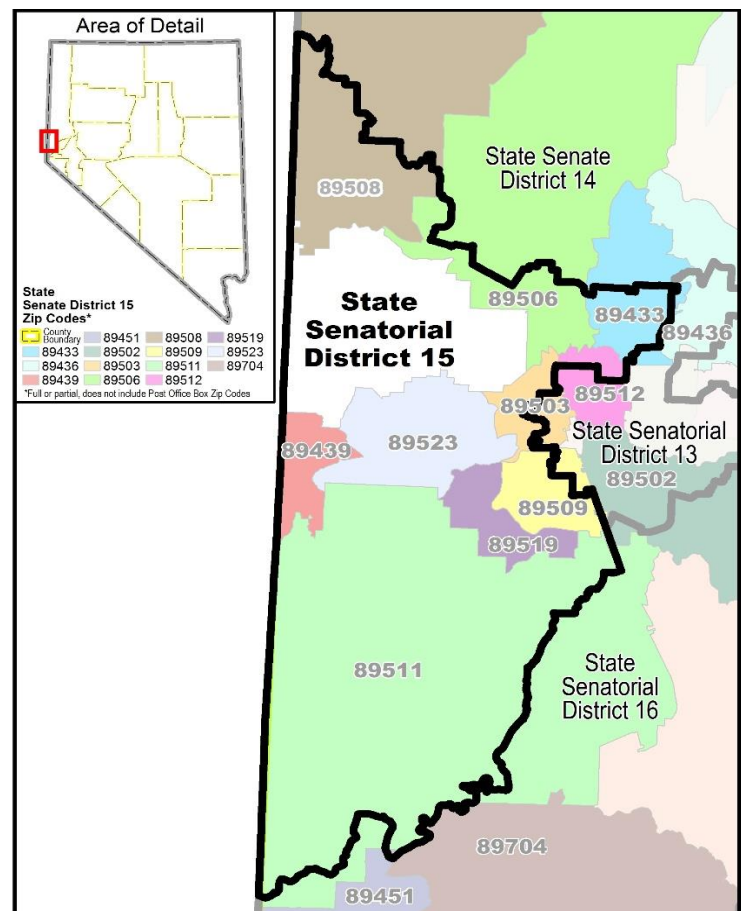 Area of Detail
State
Senate District 15
Zip Codes*
County
Boundary
89433
89436
89439
89451
89502
89503
89506
89508
89509
89511
89512
89519
89523
89704
*Full or partial, does not include Post Office Box Zip Codes
State Senate
District 14
89508
State
Senatorial
District 15
89506
89433
89436
89512
89503
State Senatorial
District 13
89439
89523
89502
89509
89519
89511
State
Senatorial
District 16
89704
89451